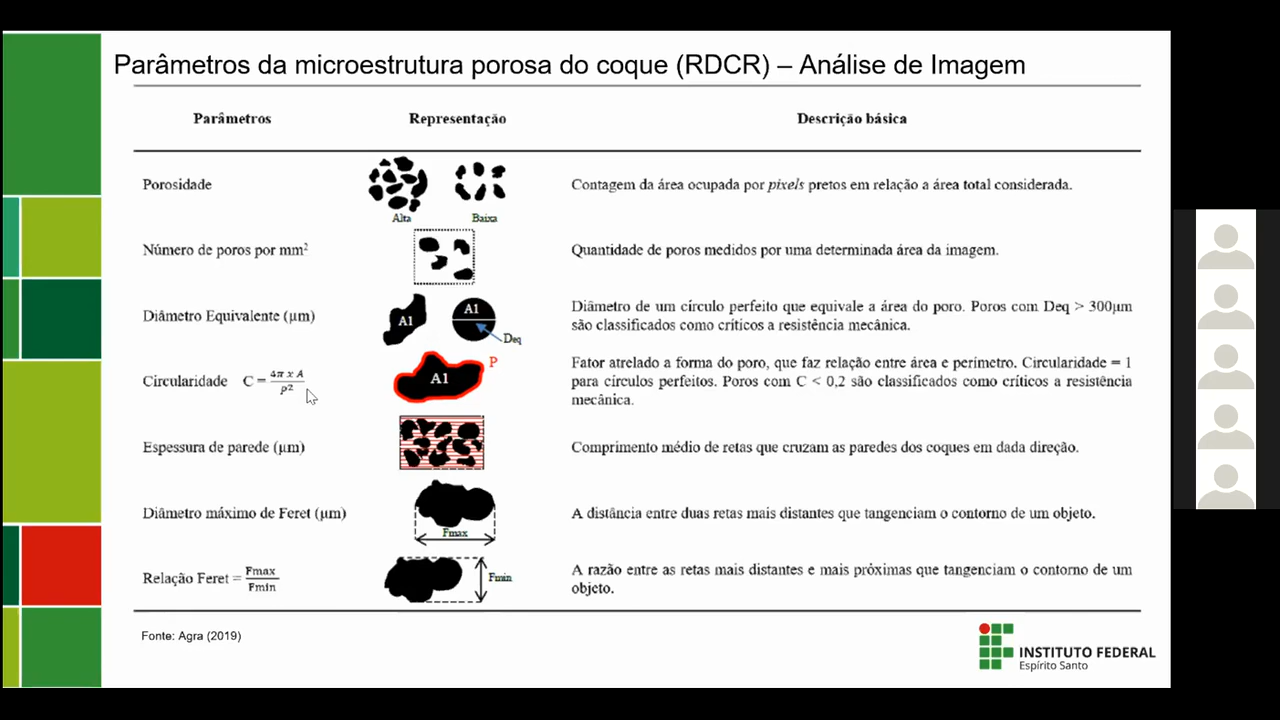 Parâmetros da microestrutura porosa do coque (RDCR) – Análise de Imagem
Parâmetros Representação Descrição básica
Porosidade
Alta Baixa
Contagem da área ocupada por pixels pretos em relação a área total considerada.
Número de poros por mm²
Quantidade de poros medidos por uma determinada área da imagem.
Diâmetro Equivalente (µm)
A1 A1
Deq
Diâmetro de um círculo perfeito que equivale a área do poro. Poros com Deq > 300µm
são classificados como críticos a resistência mecânica.
Circularidade C = 4π x A / P²
A1 P
Fator atrelado a forma do poro, que faz relação entre área e perímetro. Circularidade = 1
para círculos perfeitos. Poros com C < 0,2 são classificados como críticos a resistência
mecânica.
Espessura de parede (µm)
Comprimento médio de retas que cruzam as paredes dos coques em dada direção.
Diâmetro máximo de Feret (µm)
Fmax
A distância entre duas retas mais distantes que tangenciam o contorno de um objeto.
Relação Feret = Fmax / Fmin
Fmin
A razão entre as retas mais distantes e mais próximas que tangenciam o contorno de um
objeto.
Fonte: Agra (2019)
INSTITUTO FEDERAL
Espírito Santo